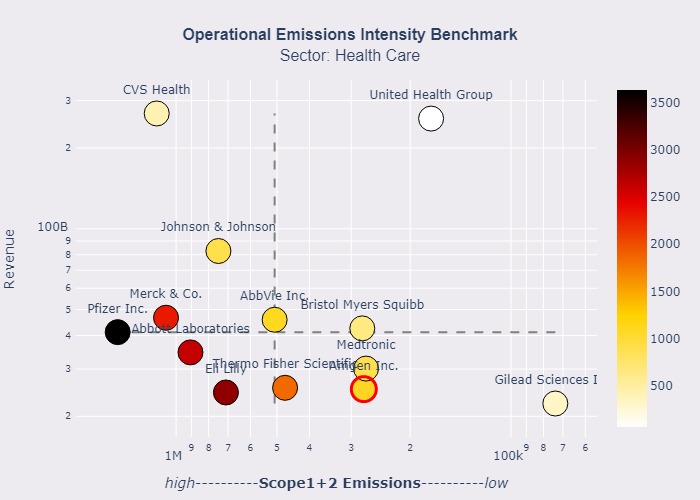 Operational Emissions Intensity Benchmark
Sector: Health Care
CVS Health
United Health Group
3
2
Johnson & Johnson
100B
9
8
7
6
5
4
3
2
Revenue
Merck & Co.
AbbVie Inc.
Bristol Myers Squibb
Pfizer Inc.
Abbott Laboratories
Medtronic
Thermo Fisher Scientific
Amgen Inc.
Eli Lilly
Gilead Sciences I
1M
9
8
7
6
5
4
3
2
100k
9
8
7
6
high----------Scope1+2 Emissions----------low
3500
3000
2500
2000
1500
1000
500